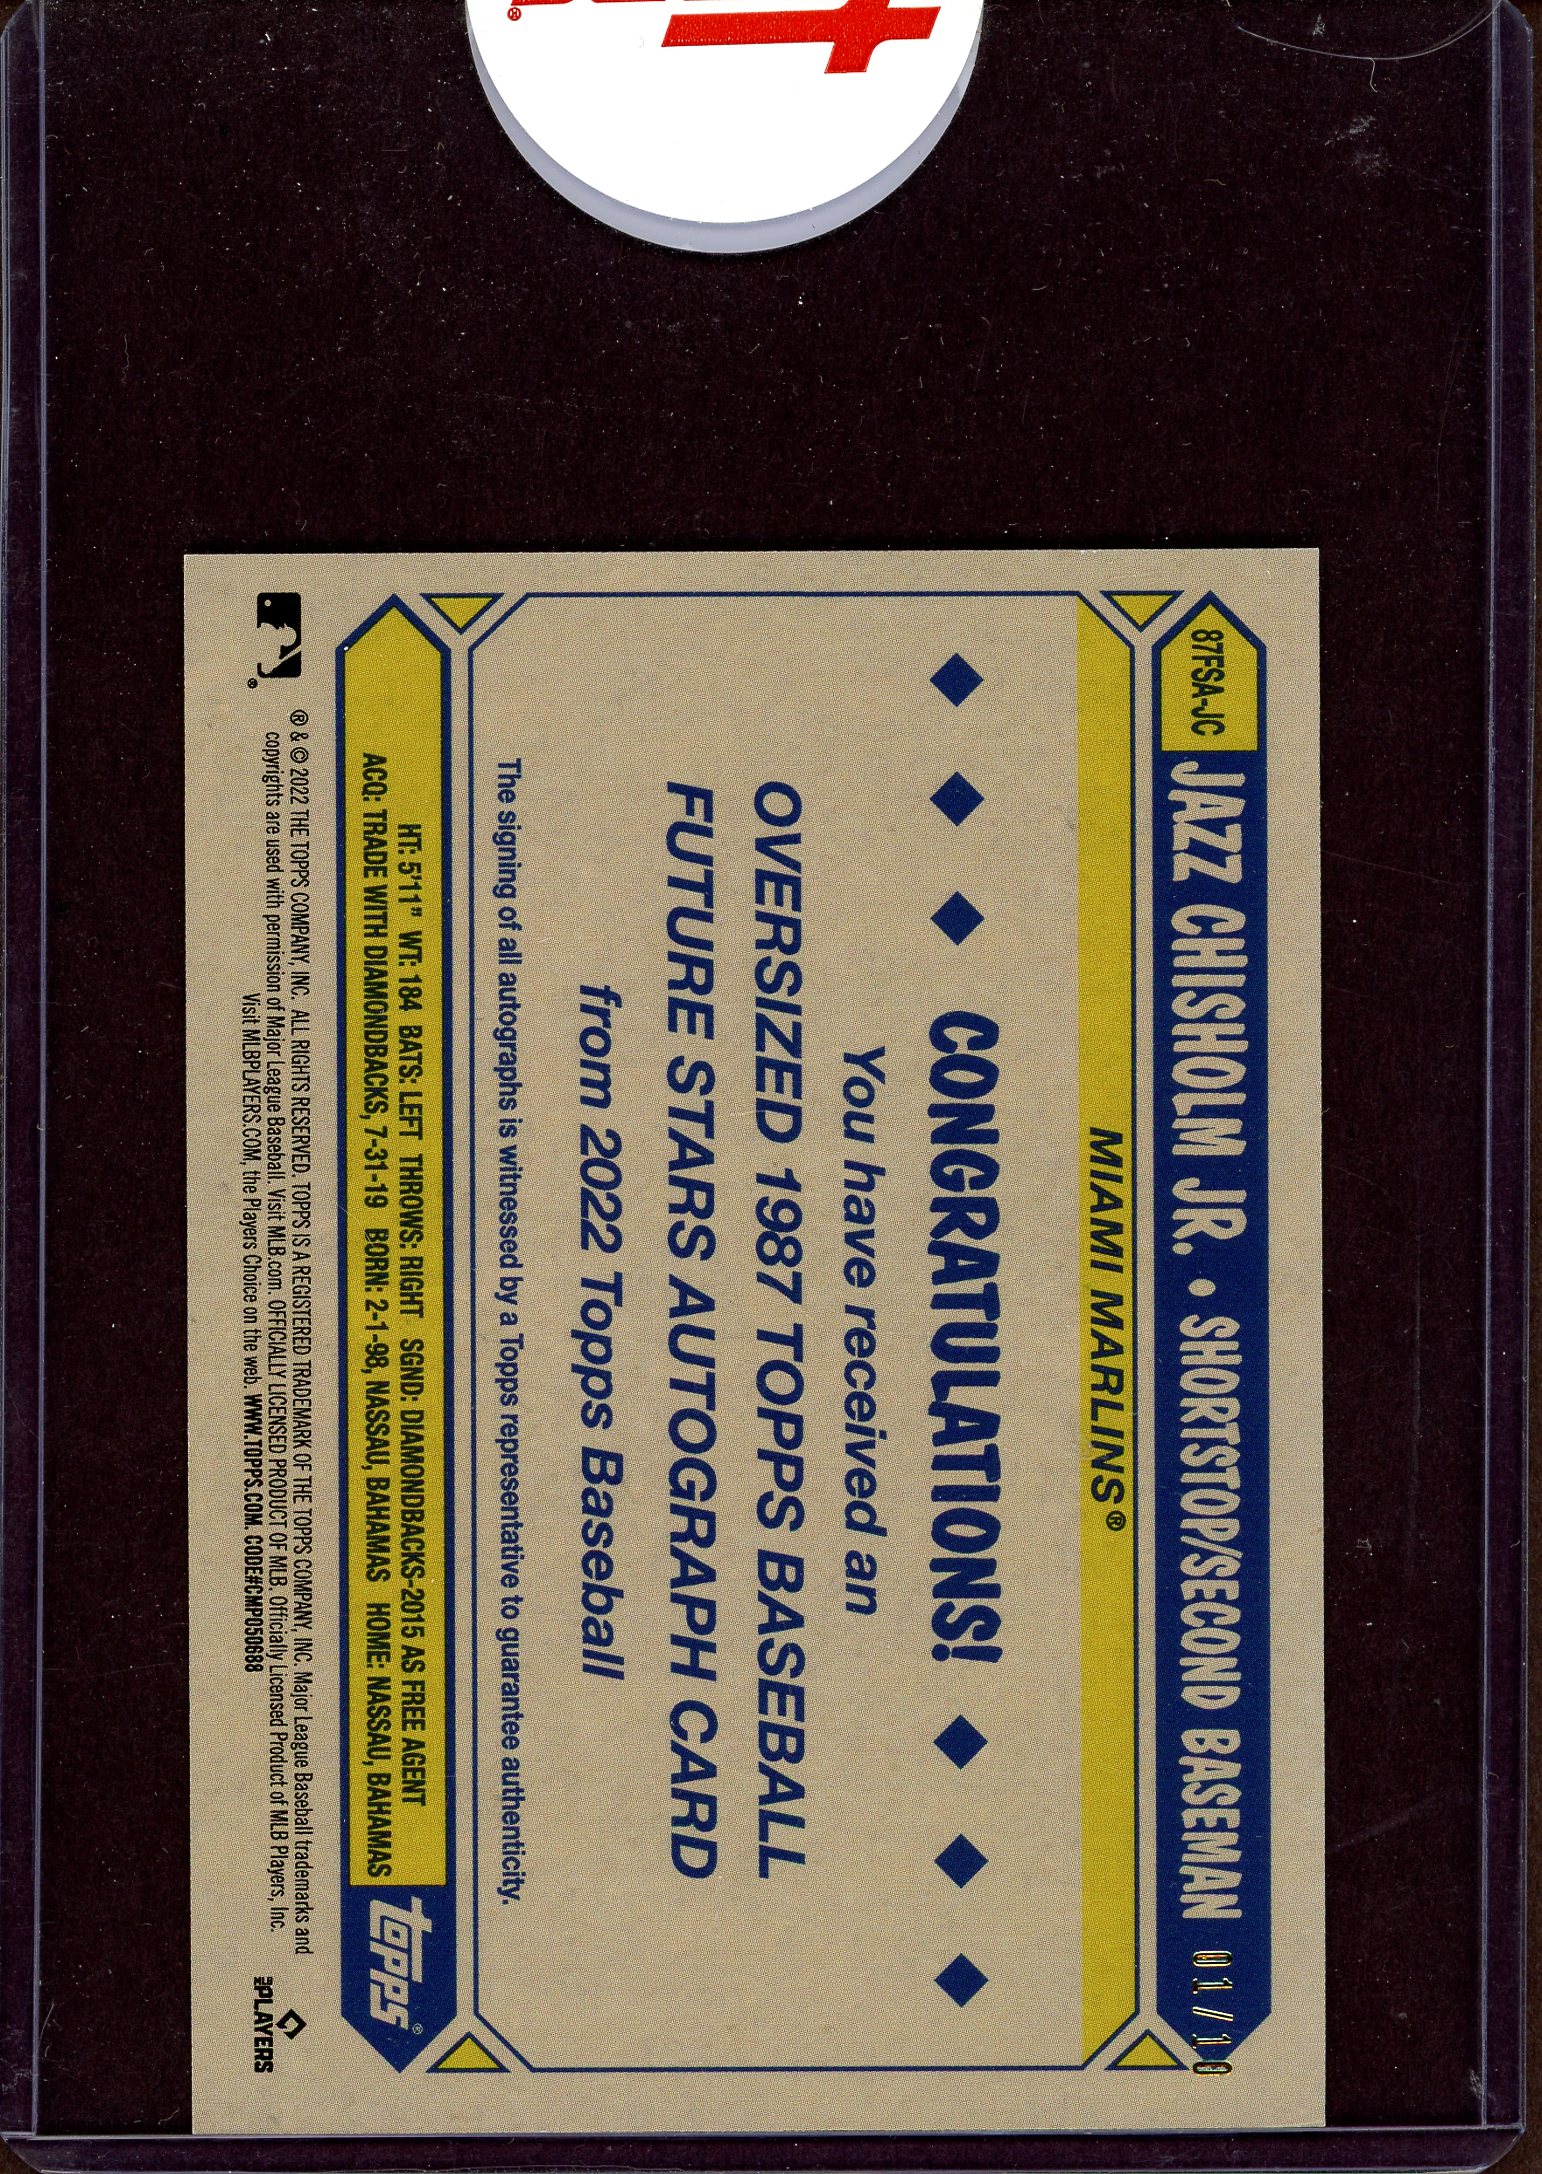 87FSA-JC JAZZ CHISHOLM JR. • SHORTSTOP/SECOND BASEMAN 01/10
MIAMI MARLINS®
CONGRATULATIONS!
You have received an
OVERSIZED 1987 TOPPS BASEBALL
FUTURE STARS AUTOGRAPH CARD
from 2022 Topps Baseball
The signing of all autographs is witnessed by a Topps representative to guarantee authenticity.
HT: 5'11" WT: 184 BATS: LEFT THROWS: RIGHT SGND: DIAMONDBACKS-2015 AS FREE AGENT
ACQ: TRADE WITH DIAMONDBACKS, 7-31-19 BORN: 2-1-98, NASSAU, BAHAMAS HOME: NASSAU, BAHAMAS
topps®
® & © 2022 THE TOPPS COMPANY, INC. ALL RIGHTS RESERVED. TOPPS IS A REGISTERED TRADEMARK OF THE TOPPS COMPANY, INC. Major League Baseball trademarks and
copyrights are used with permission of Major League Baseball. Visit MLB.com. OFFICIALLY LICENSED PRODUCT OF MLB. Officially Licensed Product of MLB Players, Inc.
Visit MLBPLAYERS.COM, the Players Choice on the web. WWW.TOPPS.COM. CODE#CMP050688
®
PLAYERS